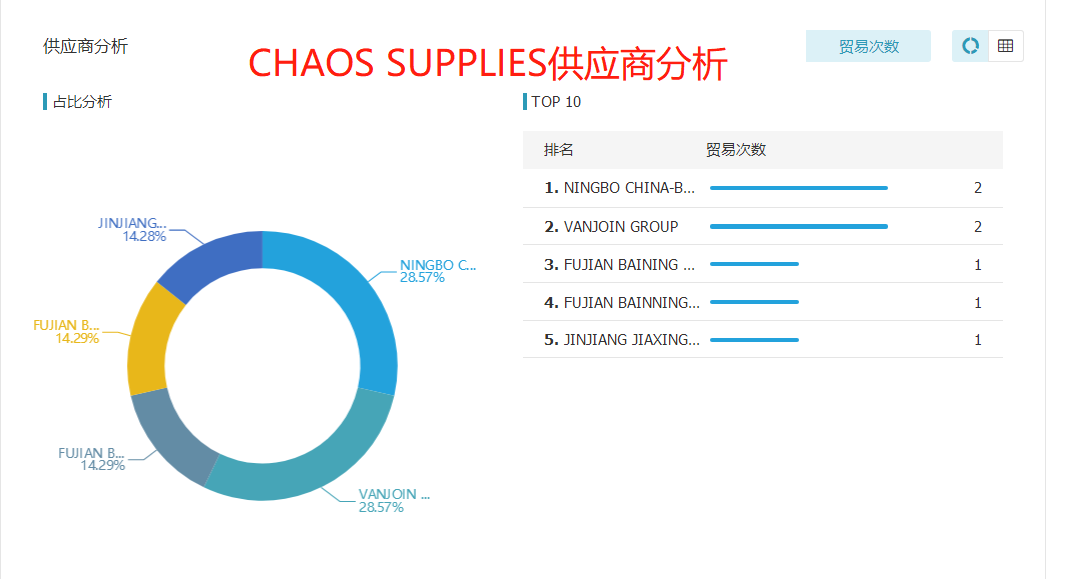 供应商分析
CHAOS SUPPLIES供应商分析
贸易次数
占比分析
JINJIANG...
14.28%
NINGBO C...
28.57%
FUJIAN B...
14.29%
FUJIAN B...
14.29%
VANJOIN ...
28.57%
TOP 10
排名 贸易次数
1. NINGBO CHINA-B... 2
2. VANJOIN GROUP 2
3. FUJIAN BAINING ... 1
4. FUJIAN BAINNING... 1
5. JINJIANG JIAXING... 1